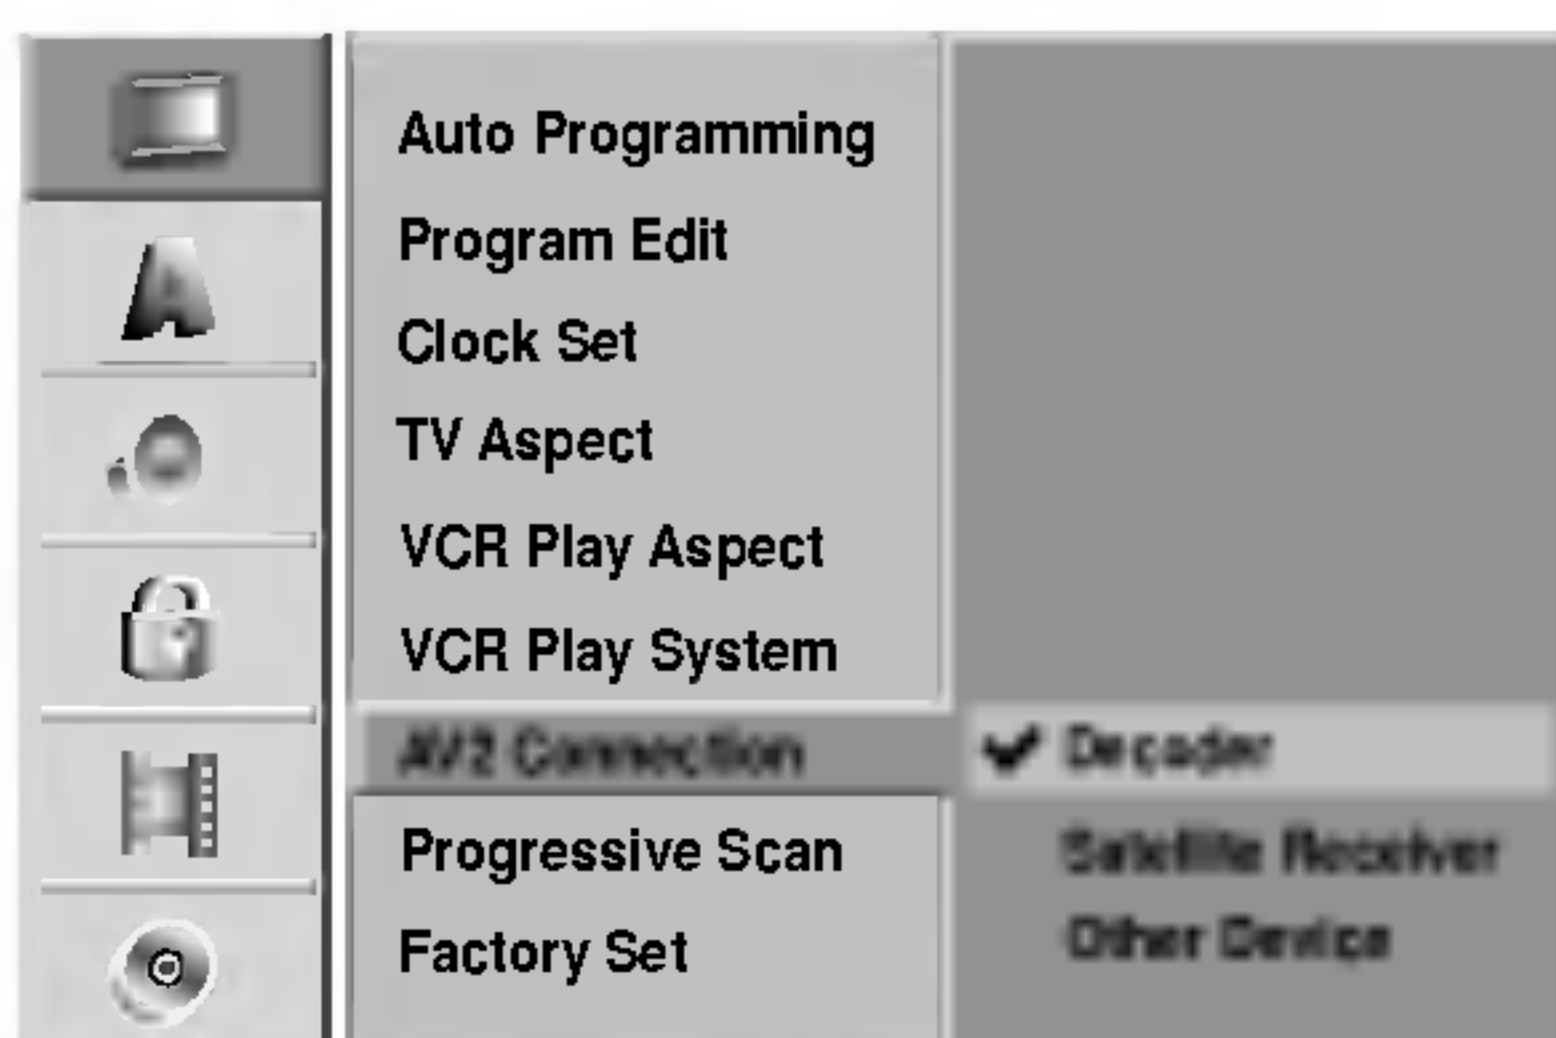 Auto Programming
Program Edit
Clock Set
TV Aspect
VCR Play Aspect
VCR Play System
AV2 Connection
Decoder
Progressive Scan
Satellite Receiver
Factory Set
Other Device